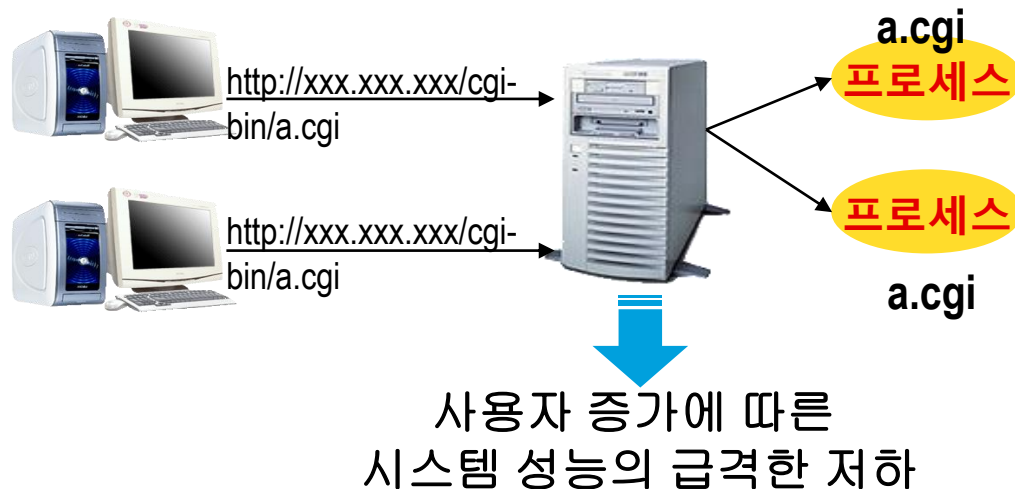 http://xxx.xxx.xxx/cgi-
bin/a.cgi
http://xxx.xxx.xxx/cgi-
bin/a.cgi
a.cgi
프로세스
프로세스
a.cgi
사용자 증가에 따른
시스템 성능의 급격한 저하